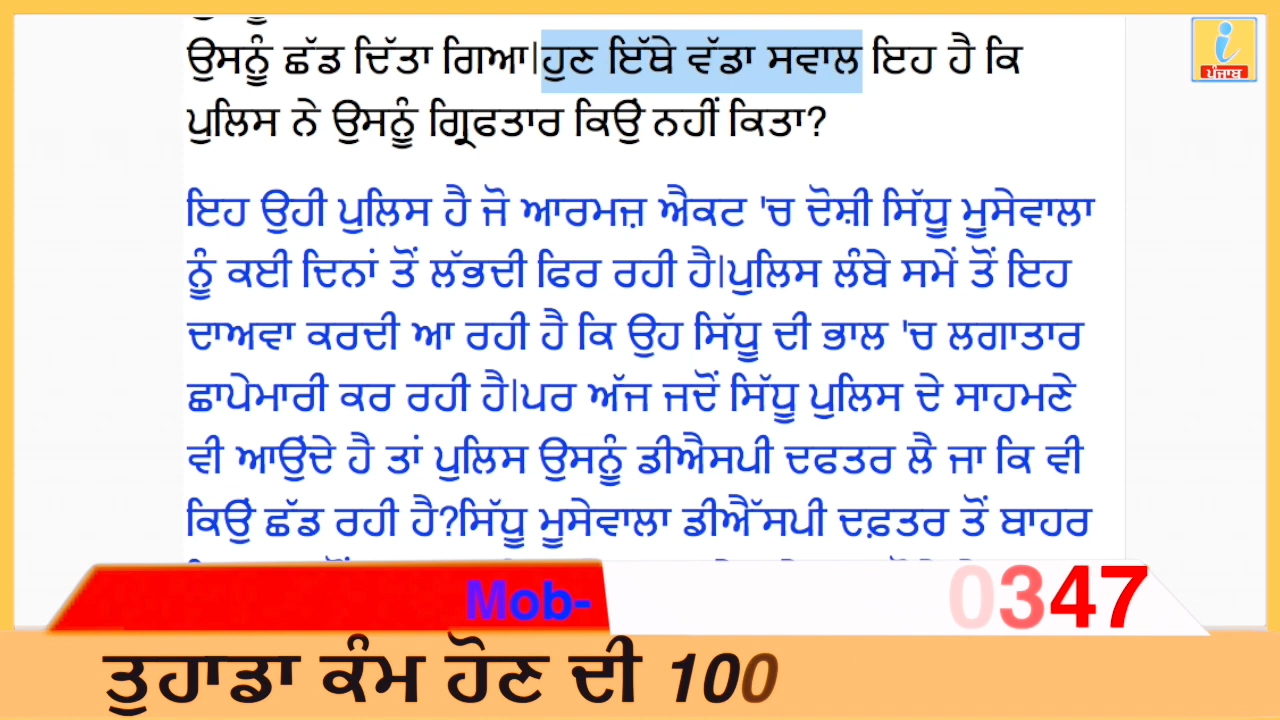 ਉਸਨੂੰ ਛੱਡ ਦਿੱਤਾ ਗਿਆ|ਹੁਣ ਇੱਥੇ ਵੱਡਾ ਸਵਾਲ ਇਹ ਹੈ ਕਿ
ਪੁਲਿਸ ਨੇ ਉਸਨੂੰ ਗ੍ਰਿਫਤਾਰ ਕਿਉਂ ਨਹੀਂ ਕਿਤਾ?
ਇਹ ਉਹੀ ਪੁਲਿਸ ਹੈ ਜੋ ਆਰਮਜ਼ ਐਕਟ 'ਚ ਦੋਸ਼ੀ ਸਿੱਧੂ ਮੂਸੇਵਾਲਾ
ਨੂੰ ਕਈ ਦਿਨਾਂ ਤੋਂ ਲੱਭਦੀ ਫਿਰ ਰਹੀ ਹੈ|ਪੁਲਿਸ ਲੰਬੇ ਸਮੇਂ ਤੋਂ ਇਹ
ਦਾਅਵਾ ਕਰਦੀ ਆ ਰਹੀ ਹੈ ਕਿ ਉਹ ਸਿੱਧੂ ਦੀ ਭਾਲ 'ਚ ਲਗਾਤਾਰ
ਛਾਪੇਮਾਰੀ ਕਰ ਰਹੀ ਹੈ|ਪਰ ਅੱਜ ਜਦੋਂ ਸਿੱਧੂ ਪੁਲਿਸ ਦੇ ਸਾਹਮਣੇ
ਵੀ ਆਉਂਦੇ ਹੈ ਤਾਂ ਪੁਲਿਸ ਉਸਨੂੰ ਡੀਐਸਪੀ ਦਫਤਰ ਲੈ ਜਾ ਕਿ ਵੀ
ਕਿਉਂ ਛੱਡ ਰਹੀ ਹੈ?ਸਿੱਧੂ ਮੂਸੇਵਾਲਾ ਡੀਐੱਸਪੀ ਦਫ਼ਤਰ ਤੋਂ ਬਾਹਰ
Mob- 0347
ਤੁਹਾਡਾ ਕੰਮ ਹੋਣ ਦੀ 100
i
ਪੰਜਾਬ